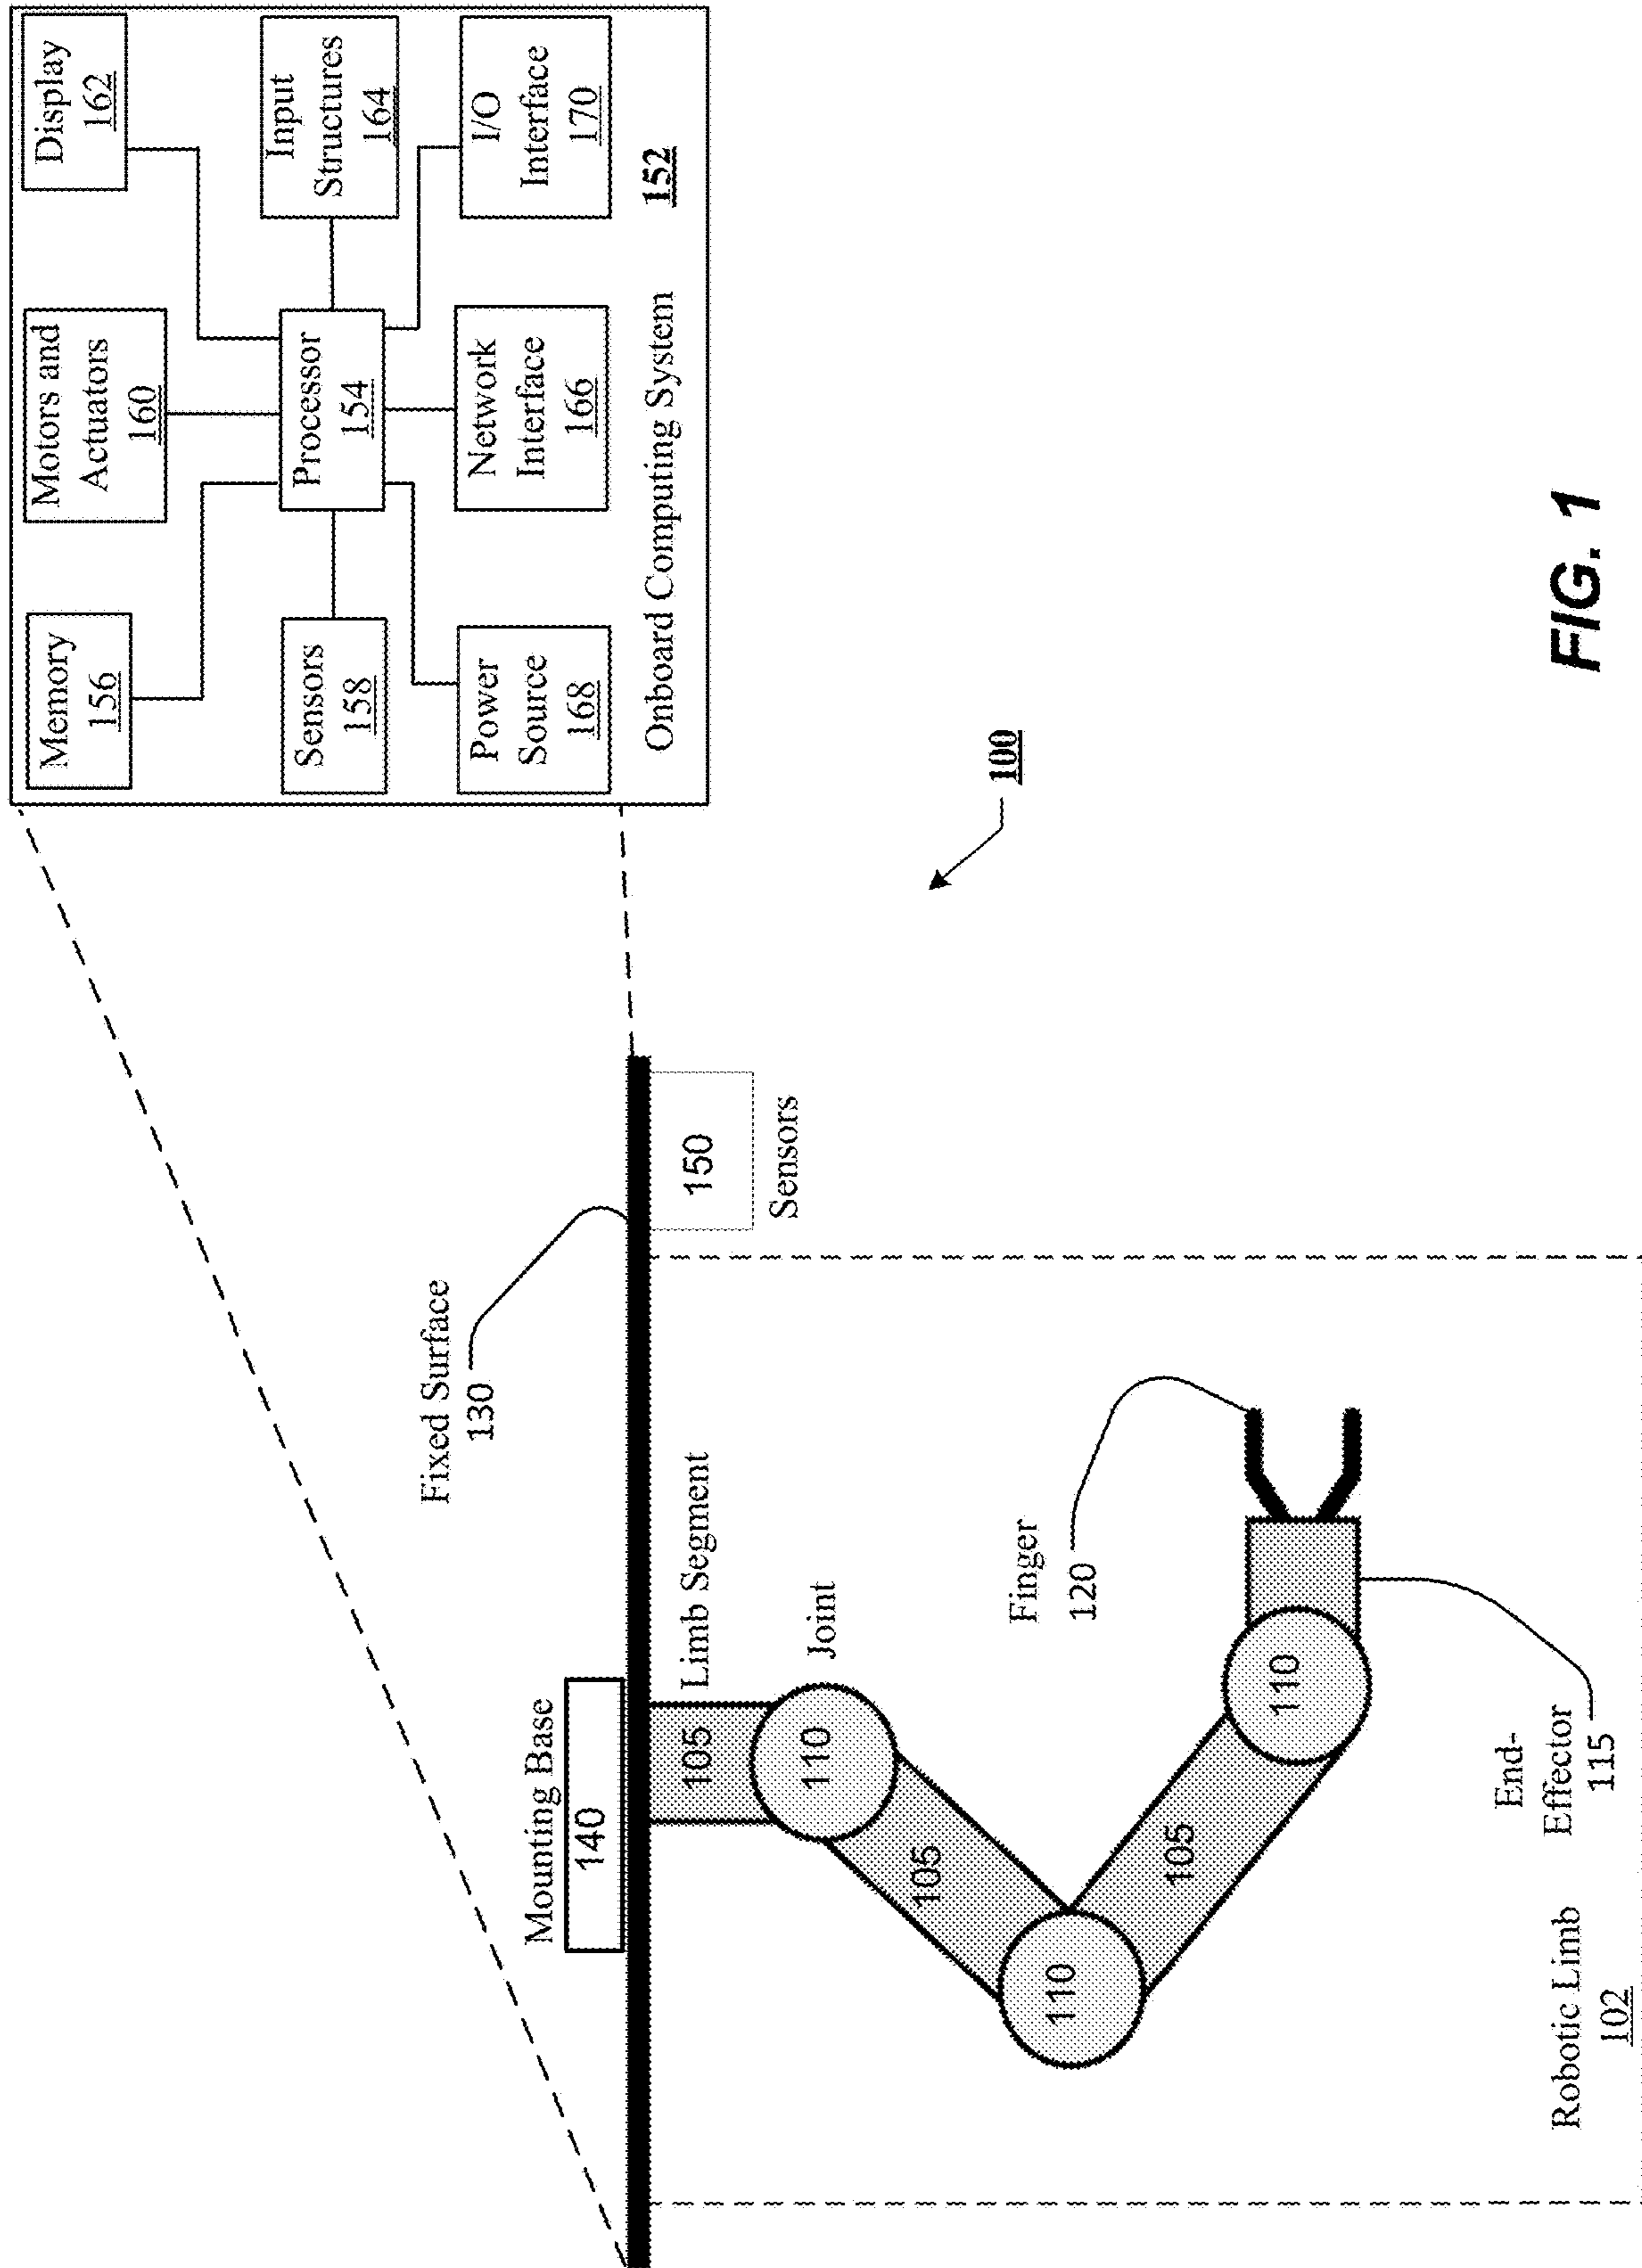 Memory
156
Motors and
Actuators
160
Display
162
Sensors
158
Processor
154
Input
Structures
164
Power
Source
168
Network
Interface
166
I/O
Interface
170
Onboard Computing System
152
Fixed Surface
130
Mounting Base
140
105
Limb Segment
150
Sensors
110
Joint
105
100
110
Finger
120
105
110
End-
Effector
115
Robotic Limb
102
FIG. 1